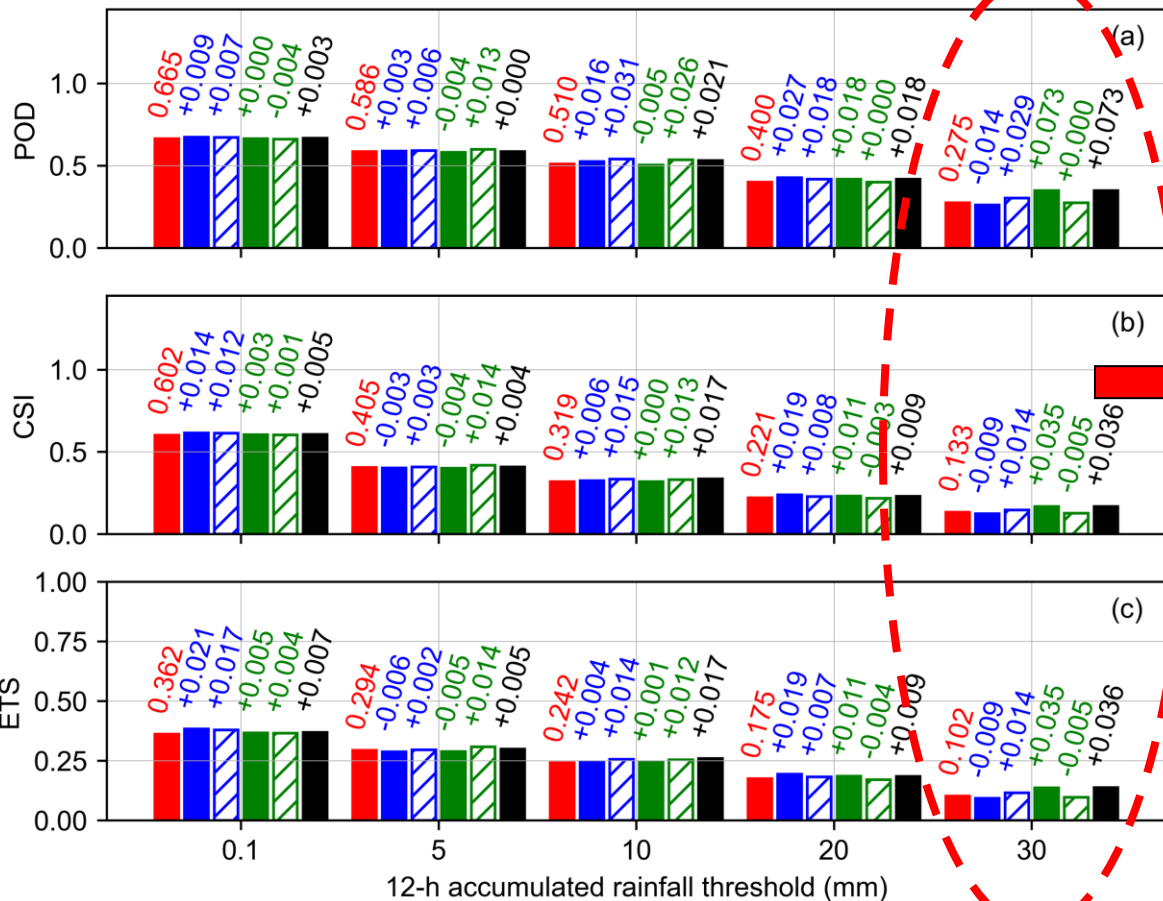 (a)
POD
1.0
0.5
0.0
0.665 +0.009 +0.007 +0.000 -0.004 +0.003
0.586 +0.003 +0.006 -0.004 +0.013 +0.000
0.510 +0.016 +0.031 -0.005 +0.026 +0.021
0.400 +0.027 +0.018 +0.018 +0.000 +0.018
0.275 -0.014 +0.029 +0.073 +0.000 +0.073
(b)
CSI
1.0
0.5
0.0
0.602 +0.014 +0.012 +0.003 +0.001 +0.005
0.405 -0.003 +0.003 -0.004 +0.014 +0.004
0.319 +0.006 +0.015 +0.000 +0.013 +0.017
0.221 +0.019 +0.008 +0.011 -0.003 +0.009
0.133 -0.009 +0.014 +0.035 -0.005 +0.036
(c)
ETS
1.00
0.75
0.50
0.25
0.00
0.362 +0.021 +0.017 +0.005 +0.004 +0.007
0.294 -0.006 +0.002 -0.005 +0.014 +0.005
0.242 +0.004 +0.014 +0.001 +0.012 +0.017
0.175 +0.019 +0.007 +0.011 -0.004 +0.009
0.102 -0.009 +0.014 +0.035 -0.005 +0.036
0.1 5 10 20 30
12-h accumulated rainfall threshold (mm)